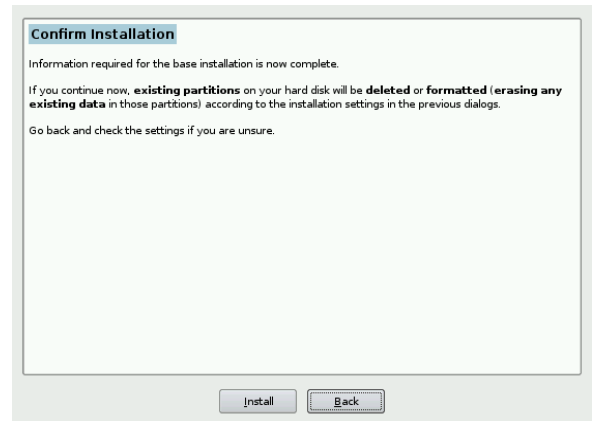 Confirm Installation
Information required for the base installation is now complete.
If you continue now, existing partitions on your hard disk will be deleted or formatted (erasing any
existing data in those partitions) according to the installation settings in the previous dialogs.
Go back and check the settings if you are unsure.
Install
Back